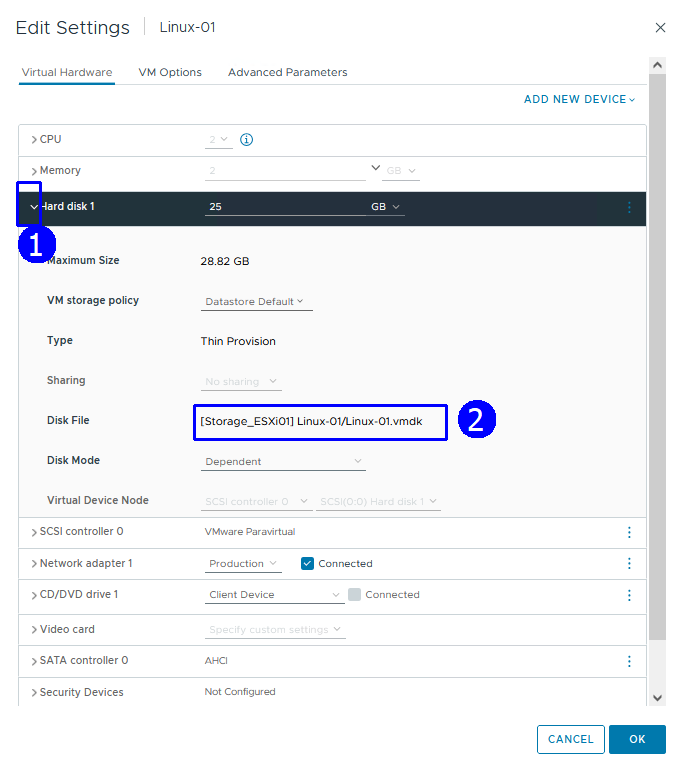 Edit Settings | Linux-01 ×
Virtual Hardware VM Options Advanced Parameters
ADD NEW DEVICE
CPU 2
Memory 2 GB
Hard disk 1 25 GB
1
Maximum Size 28.82 GB
VM storage policy Datastore Default
Type Thin Provision
Sharing No sharing
Disk File [Storage_ESXi01] Linux-01/Linux-01.vmdk 2
Disk Mode Dependent
Virtual Device Node SCSI controller 0 SCSI(0:0) Hard disk 1
SCSI controller 0 VMware Paravirtual
Network adapter 1 Production Connected
CD/DVD drive 1 Client Device Connected
Video card Specify custom settings
SATA controller 0 AHCI
Security Devices Not Configured
CANCEL OK